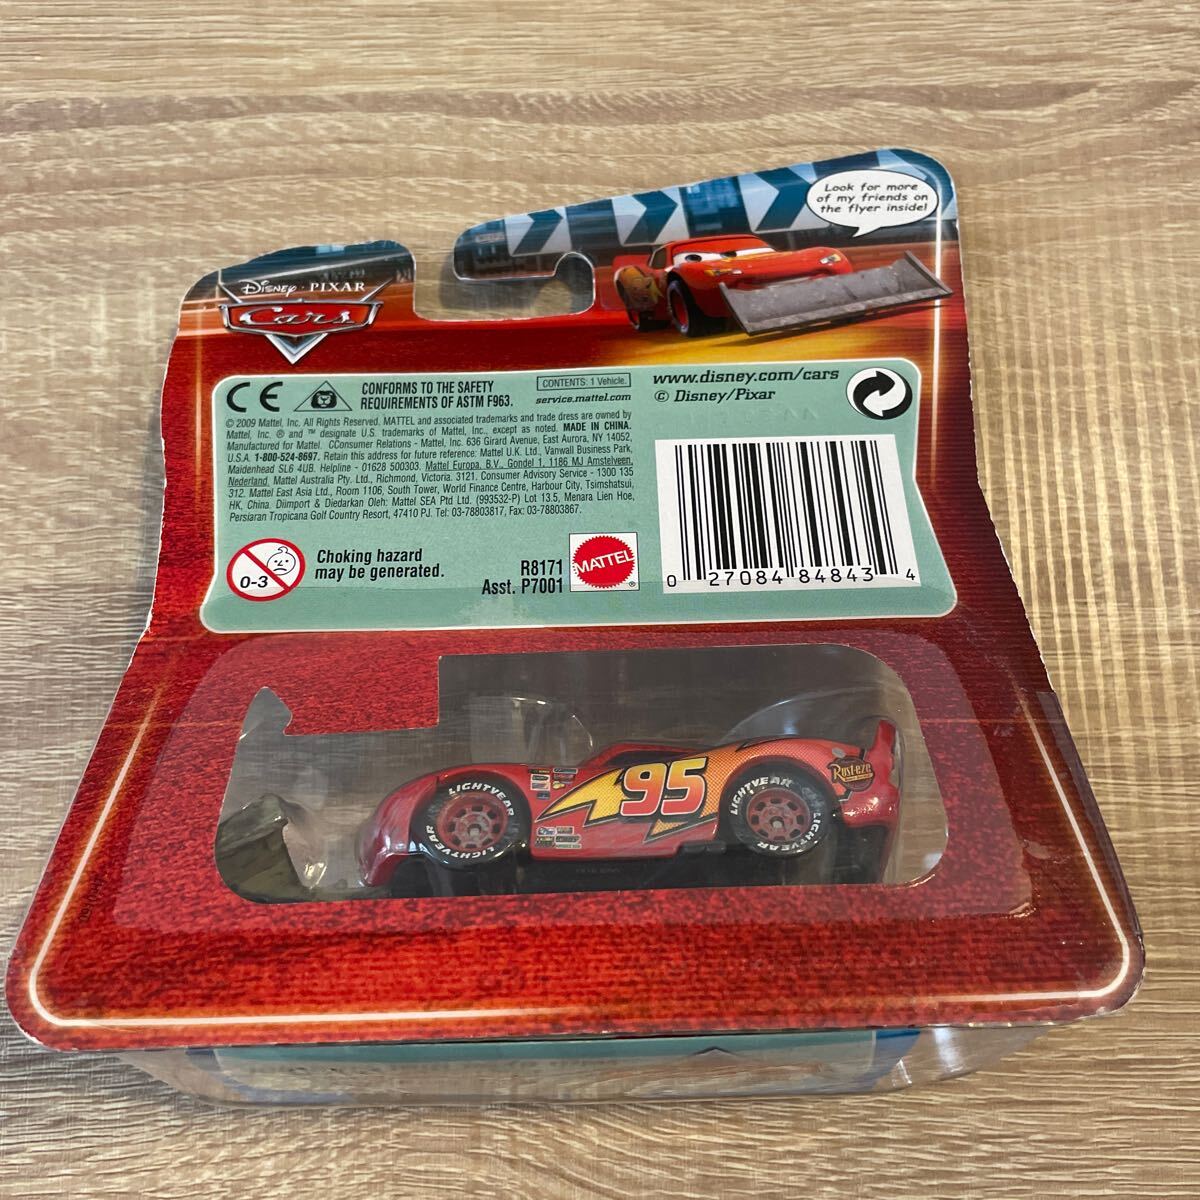 Look for more
of my friends on
the flyer inside!
Disney · PIXAR
Cars
CE
CONFORMS TO THE SAFETY
REQUIREMENTS OF ASTM F963.
CONTENTS: 1 Vehicle.
service.mattel.com
www.disney.com/cars
© Disney/Pixar
© 2009 Mattel, Inc. All Rights Reserved. MATTEL and associated trademarks and trade dress are owned by
Mattel, Inc. ® and ™ designate U.S. trademarks of Mattel, Inc., except as noted. MADE IN CHINA.
Manufactured for Mattel. CConsumer Relations - Mattel, Inc. 636 Girard Avenue, East Aurora, NY 14052,
U.S.A. 1-800-524-8697. Retain this address for future reference: Mattel U.K. Ltd., Vanwall Business Park,
Maidenhead SL6 4UB. Helpline - 01628 500303. Mattel Europa, B.V., Gondel 1, 1186 MJ Amstelveen,
Nederland. Mattel Australia Pty. Ltd., Richmond, Victoria. 3121. Consumer Advisory Service - 1300 135
312. Mattel East Asia Ltd., Room 1106, South Tower, World Finance Centre, Harbour City, Tsimshatsui,
HK, China. Diimport & Diedarkan Oleh: Mattel SEA Ptd Ltd. (993532-P) Lot 13.5, Menara Lien Hoe,
Persiaran Tropicana Golf Country Resort, 47410 PJ. Tel: 03-78803817, Fax: 03-78803867.
0-3
Choking hazard
may be generated.
R8171
Asst. P7001
MATTEL
®
0 27084 84843 4
LIGHTYEAR
LIGHTYEAR
95
LIGHTYEAR
LIGHTYEAR
Rust-eze